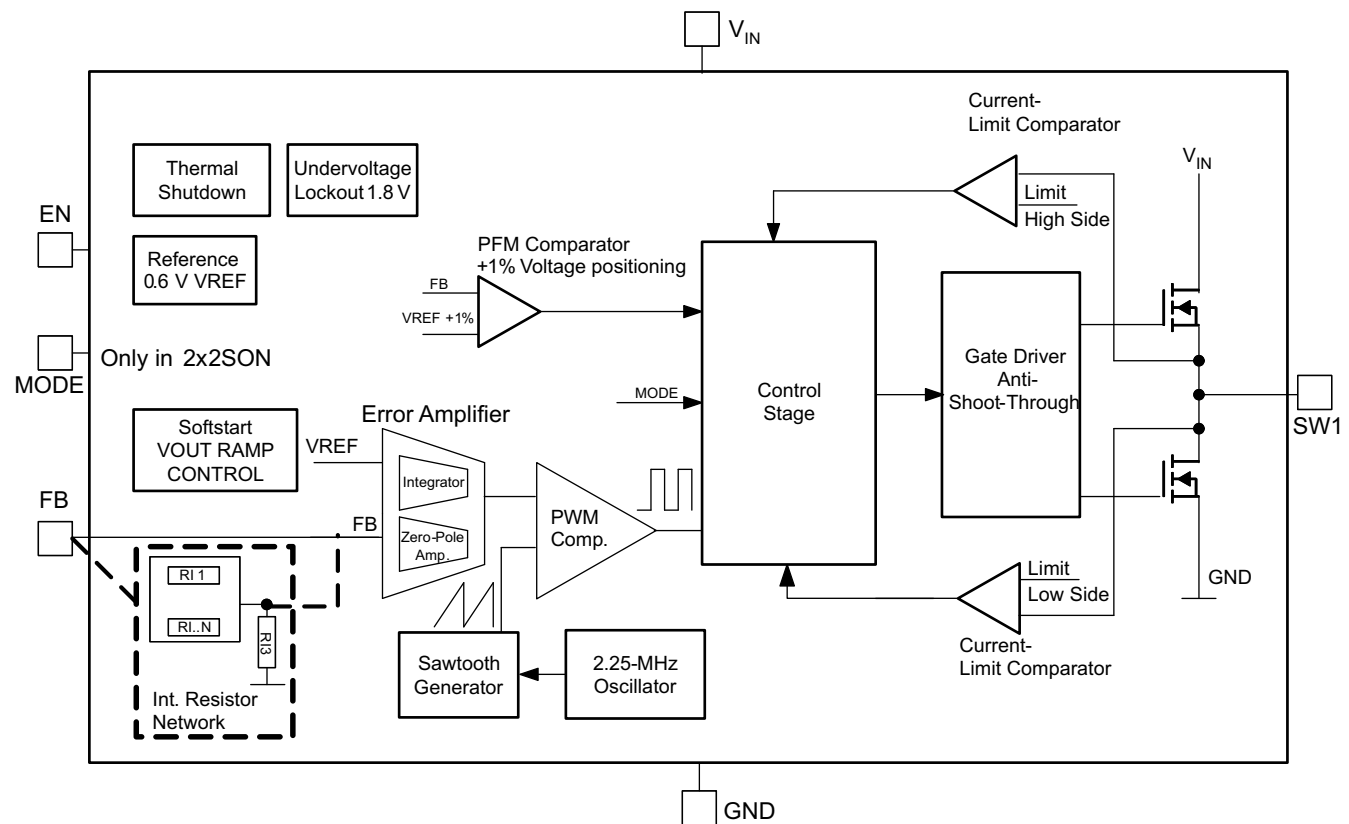 VIN
Current-
Limit Comparator
Thermal
Shutdown
Undervoltage
Lockout 1.8 V
VIN
EN
Limit
High Side
Reference
0.6 V VREF
PFM Comparator
+1% Voltage positioning
FB
VREF +1%
Only in 2x2SON
MODE
Gate Driver
Anti-
Shoot-Through
Control
Stage
MODE
SW1
Softstart
VOUT RAMP
CONTROL
Error Amplifier
VREF
Integrator
FB
FB
Zero-Pole
Amp.
PWM
Comp.
RI 1
RI..N
RI3
Int. Resistor
Network
Sawtooth
Generator
2.25-MHz
Oscillator
Limit
Low Side
GND
Current-
Limit Comparator
GND